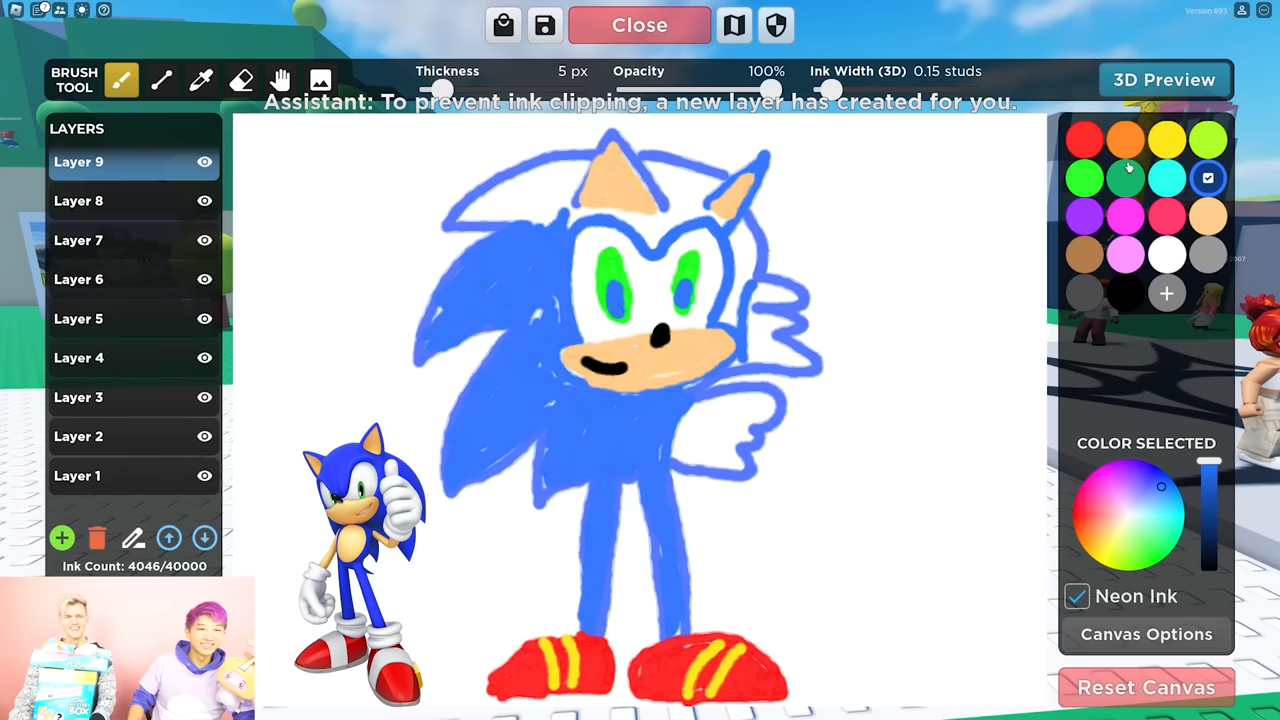 Version 693
Close
BRUSH
TOOL
Thickness 5 px
Opacity 100%
Ink Width (3D) 0.15 studs
3D Preview
Assistant: To prevent ink clipping, a new layer has created for you.
LAYERS
Layer 9
Layer 8
Layer 7
Layer 6
Layer 5
Layer 4
Layer 3
Layer 2
Layer 1
Ink Count: 4046/40000
COLOR SELECTED
Neon Ink
Canvas Options
Reset Canvas
BOX